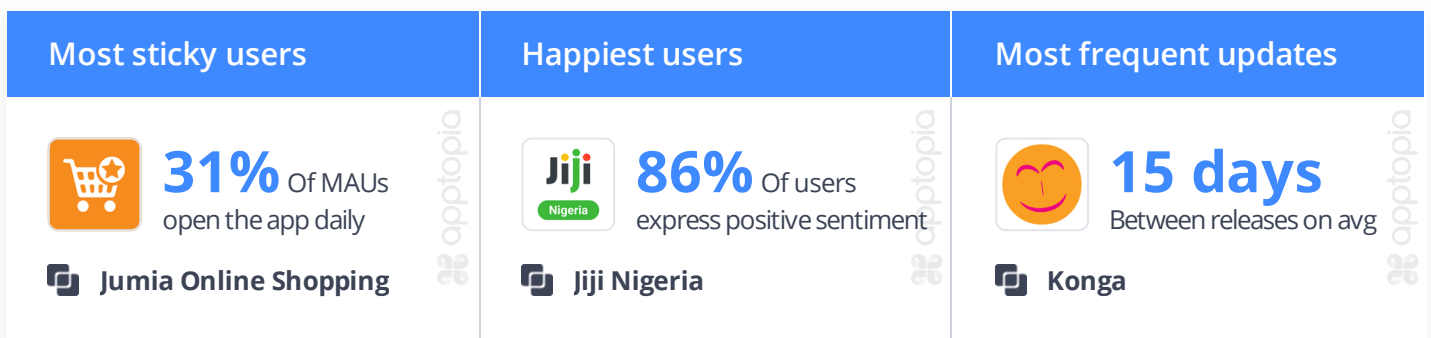 Most sticky users
31% Of MAUs
open the app daily
Jumia Online Shopping
apptopia
Happiest users
Jiji
Nigeria
86% Of users
express positive sentiment
Jiji Nigeria
apptopia
Most frequent updates
15 days
Between releases on avg
Konga
apptopia